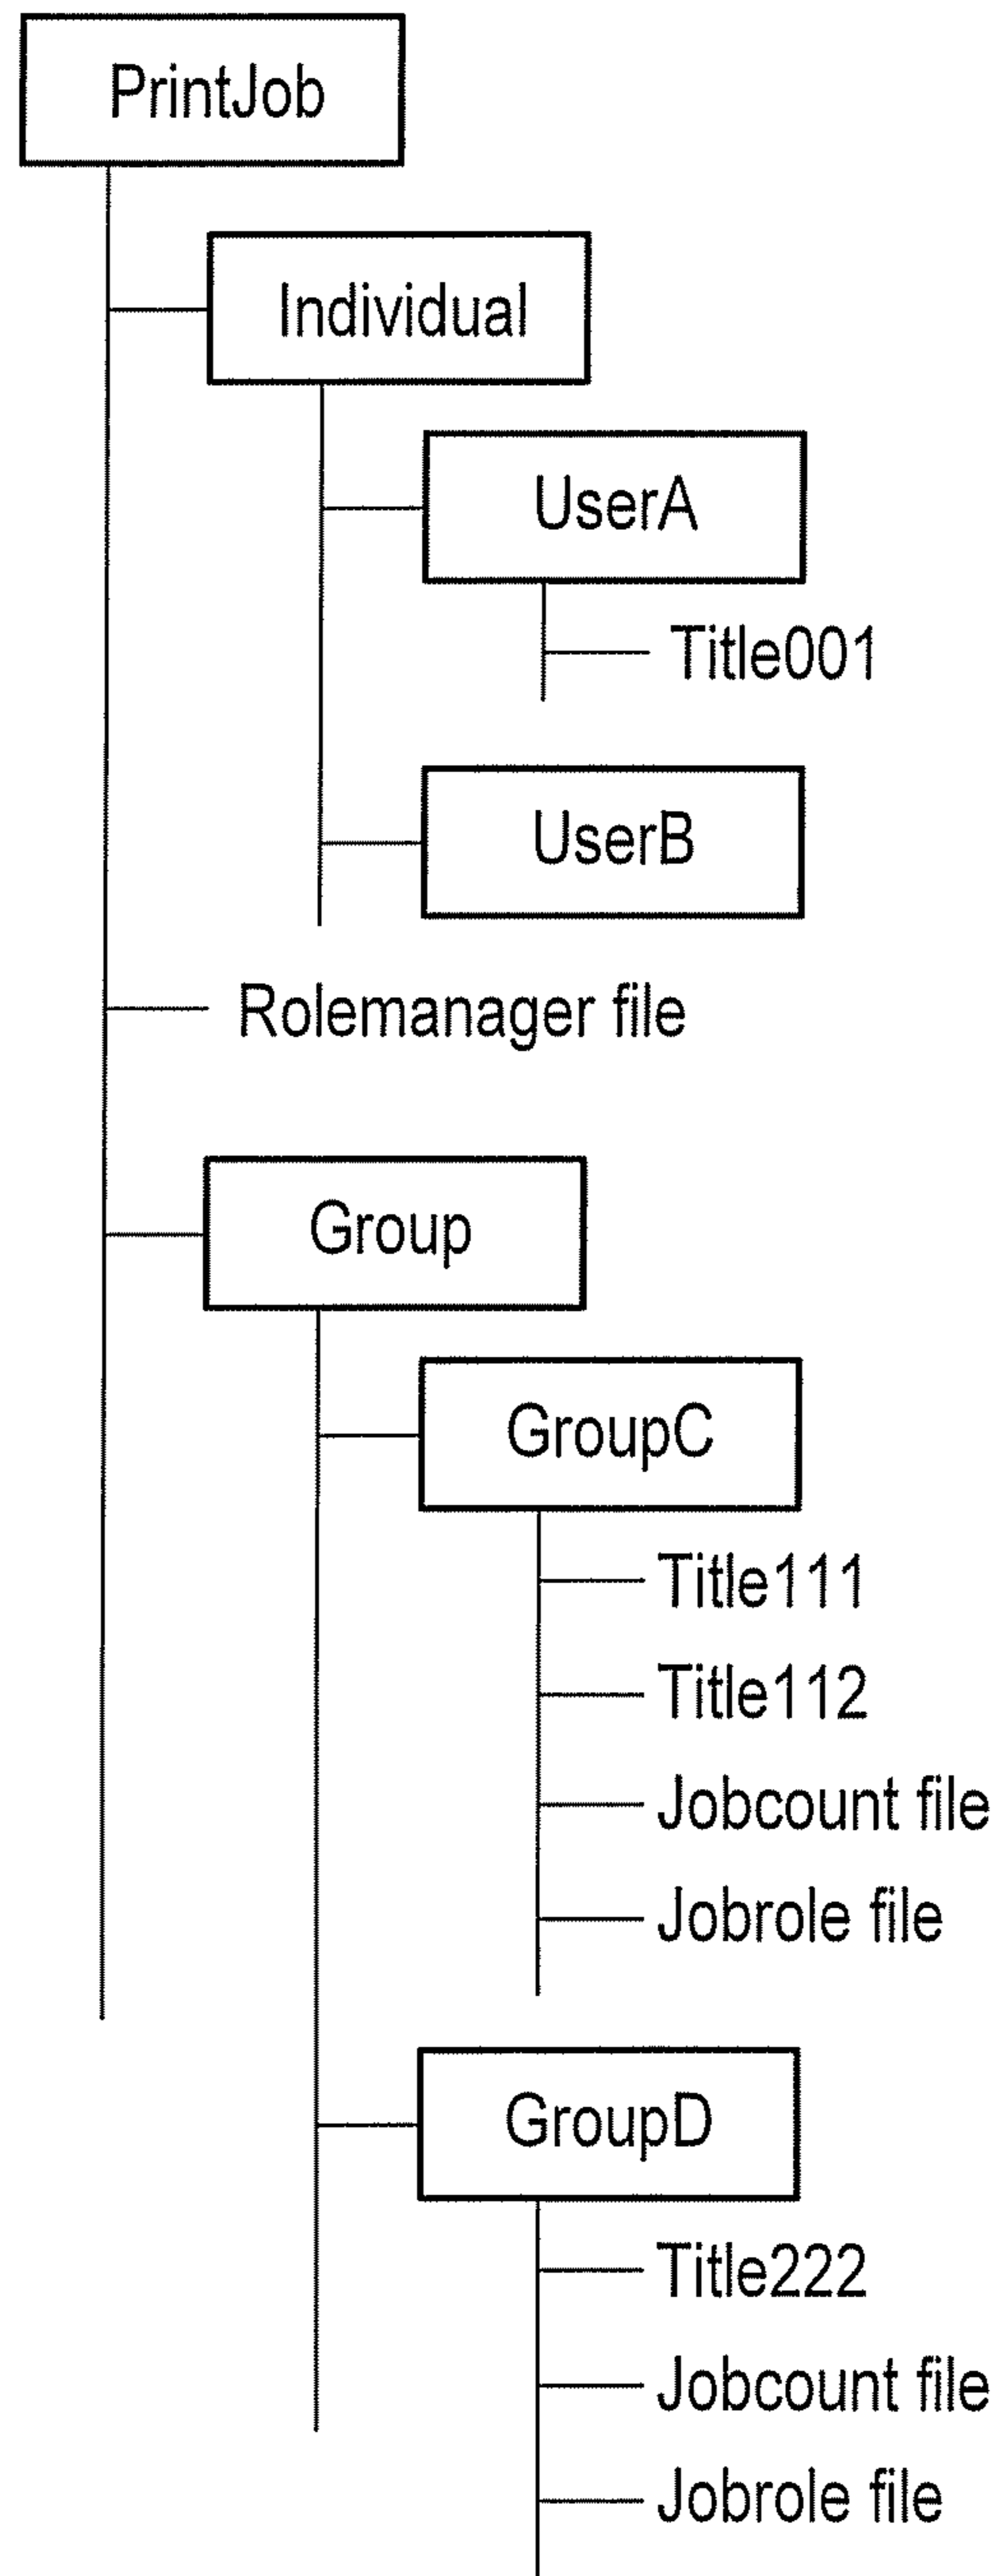 PrintJob
Individual
UserA
Title001
UserB
Rolemanager file
Group
GroupC
Title111
Title112
Jobcount file
Jobrole file
GroupD
Title222
Jobcount file
Jobrole file